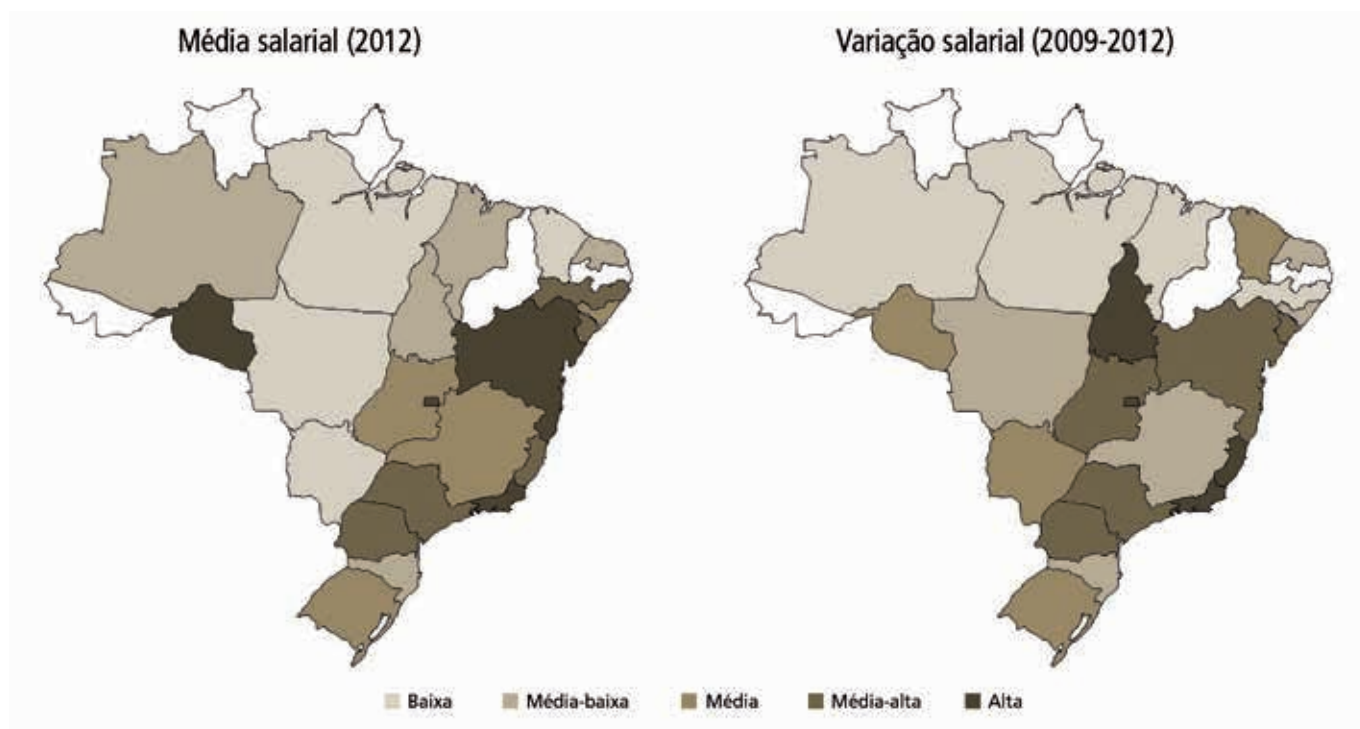 Média salarial (2012)
Variação salarial (2009-2012)
Baixa Média-baixa Média Média-alta Alta